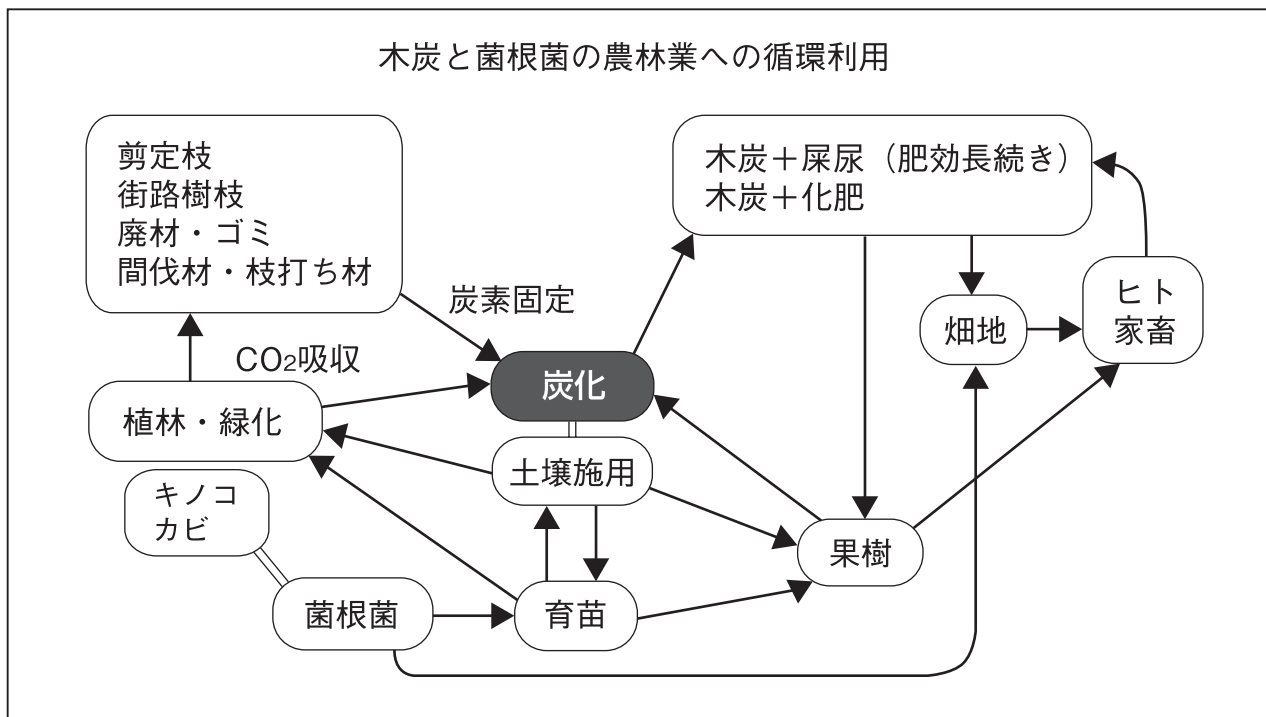 木炭と菌根菌の農林業への循環利用
剪定枝
街路樹枝
廃材・ゴミ
間伐材・枝打ち材
木炭＋屎尿（肥効長続き）
木炭＋化肥
炭素固定
ヒト
家畜
畑地
CO2吸収
炭化
植林・緑化
土壌施用
キノコ
カビ
果樹
菌根菌
育苗